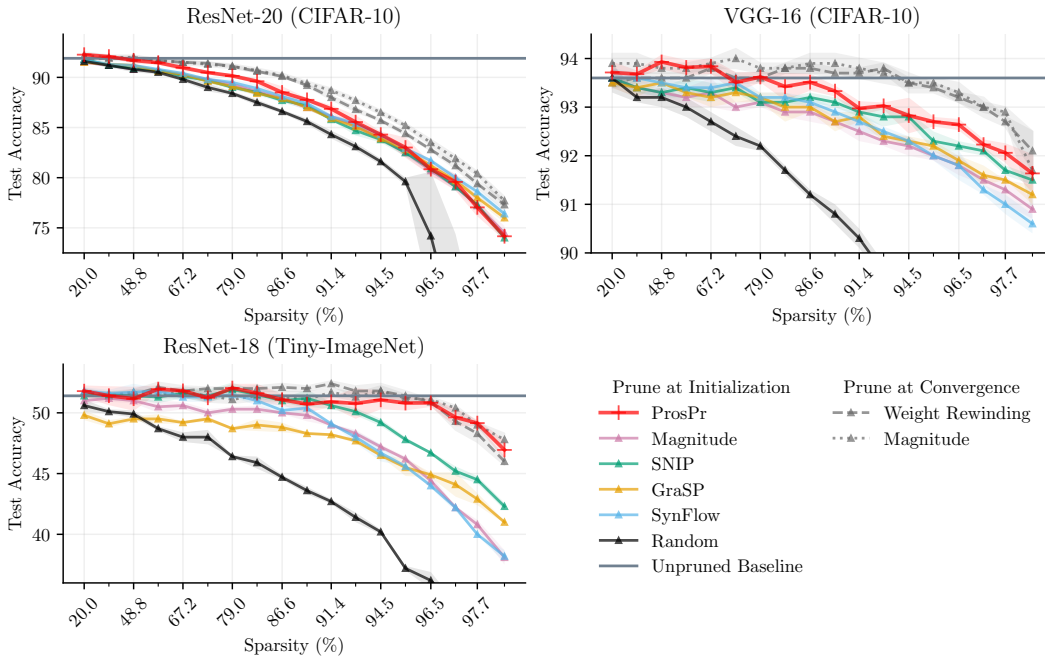 ResNet-20 (CIFAR-10)
90
85
80
75
Test Accuracy
20.0
48.8
67.2
79.0
86.6
91.4
94.5
96.5
97.7
Sparsity (%)
VGG-16 (CIFAR-10)
94
93
92
91
90
Test Accuracy
20.0
48.8
67.2
79.0
86.6
91.4
94.5
96.5
97.7
Sparsity (%)
ResNet-18 (Tiny-ImageNet)
50
45
40
Test Accuracy
20.0
48.8
67.2
79.0
86.6
91.4
94.5
96.5
97.7
Sparsity (%)
Prune at Initialization
ProsPr
Magnitude
SNIP
GraSP
SynFlow
Random
Unpruned Baseline
Prune at Convergence
Weight Rewinding
Magnitude